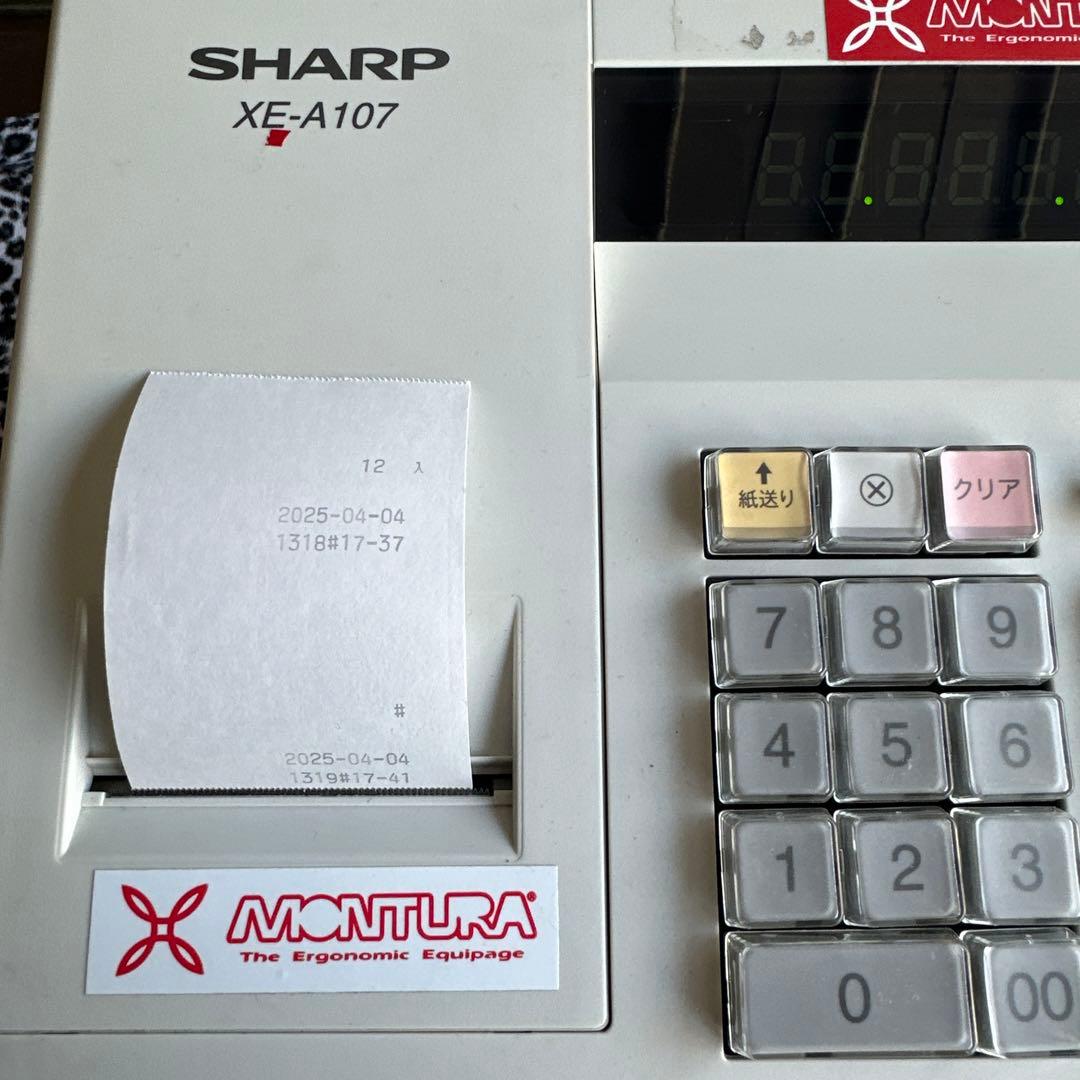 SHARP
XE-A107
MONT
The Ergonomi
12 入
2025-04-04
1318#17-37
#
2025-04-04
1319#17-41
MONTURA®
The Ergonomic Equipage
↑
紙送り
⊗
クリア
7 8 9
4 5 6
1 2 3
0 00